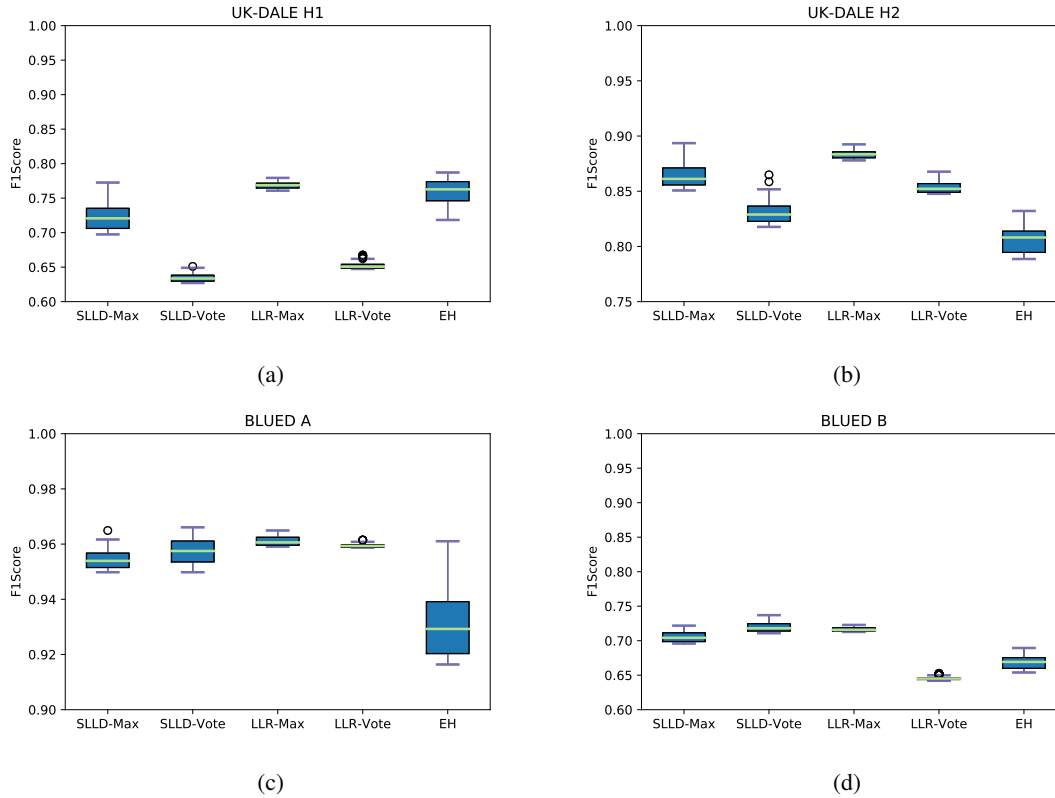 UK-DALE H1
1.00
0.95
0.90
0.85
0.80
0.75
0.70
0.65
0.60
F1Score
SLLD-Max SLLD-Vote LLR-Max LLR-Vote EH
(a)
UK-DALE H2
1.00
0.95
0.90
0.85
0.80
0.75
F1Score
SLLD-Max SLLD-Vote LLR-Max LLR-Vote EH
(b)
BLUED A
1.00
0.98
0.96
0.94
0.92
0.90
F1Score
SLLD-Max SLLD-Vote LLR-Max LLR-Vote EH
(c)
BLUED B
1.00
0.95
0.90
0.85
0.80
0.75
0.70
0.65
0.60
F1Score
SLLD-Max SLLD-Vote LLR-Max LLR-Vote EH
(d)